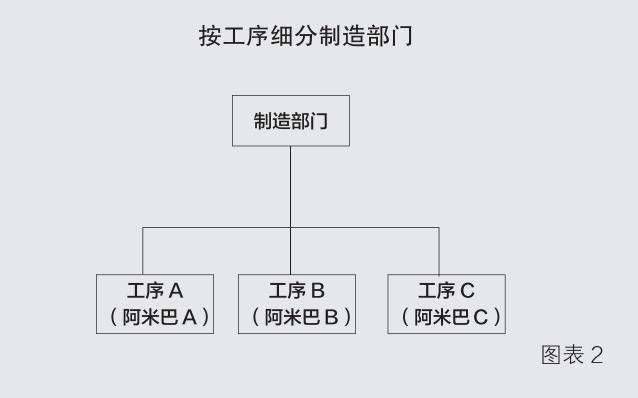 按工序细分制造部门
制造部门
工序 A
（阿米巴 A）
工序 B
（阿米巴 B）
工序 C
（阿米巴 C）
图表 2